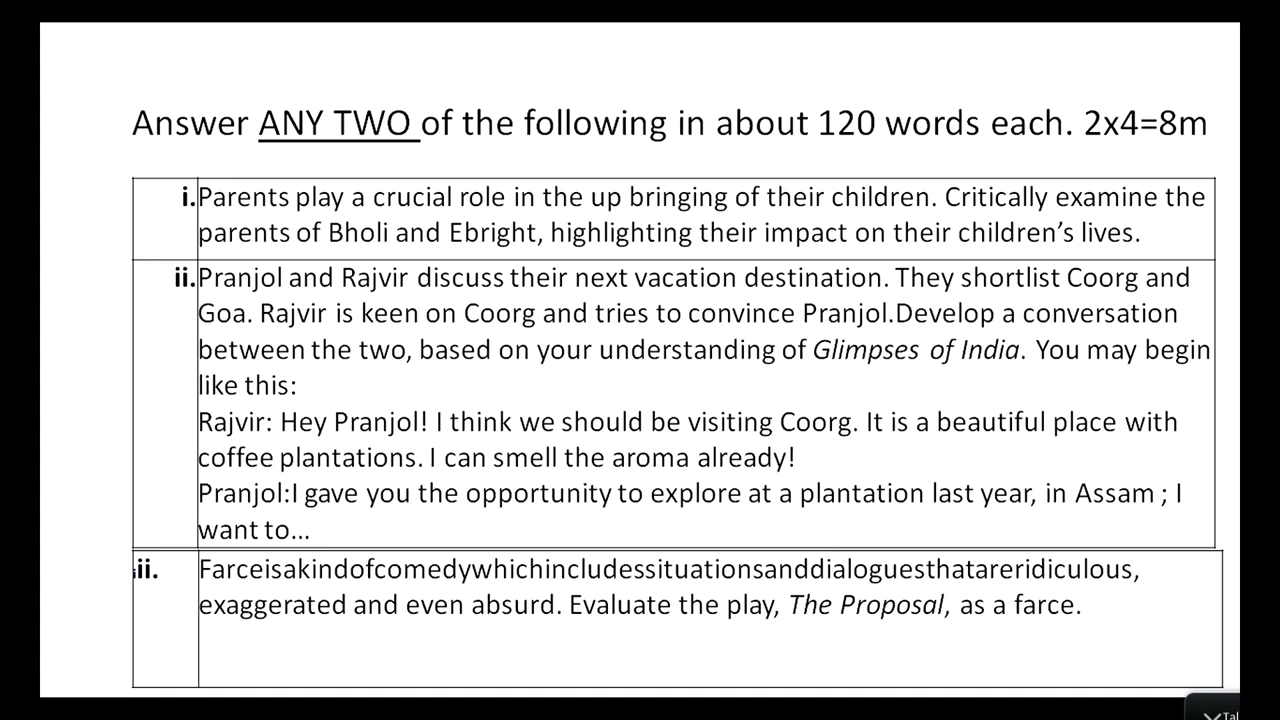 Answer ANY TWO of the following in about 120 words each. 2x4=8m
i. Parents play a crucial role in the up bringing of their children. Critically examine the
parents of Bholi and Ebright, highlighting their impact on their children's lives.
ii. Pranjol and Rajvir discuss their next vacation destination. They shortlist Coorg and
Goa. Rajvir is keen on Coorg and tries to convince Pranjol.Develop a conversation
between the two, based on your understanding of Glimpses of India. You may begin
like this:
Rajvir: Hey Pranjol! I think we should be visiting Coorg. It is a beautiful place with
coffee plantations. I can smell the aroma already!
Pranjol:I gave you the opportunity to explore at a plantation last year, in Assam ; I
want to...
iii. Farceisakindofcomedywhichincludessituationsanddialoguesthatareridiculous,
exaggerated and even absurd. Evaluate the play, The Proposal, as a farce.